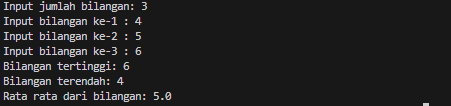 Input jumlah bilangan: 3
Input bilangan ke-1 : 4
Input bilangan ke-2 : 5
Input bilangan ke-3 : 6
Bilangan tertinggi: 6
Bilangan terendah: 4
Rata rata dari bilangan: 5.0